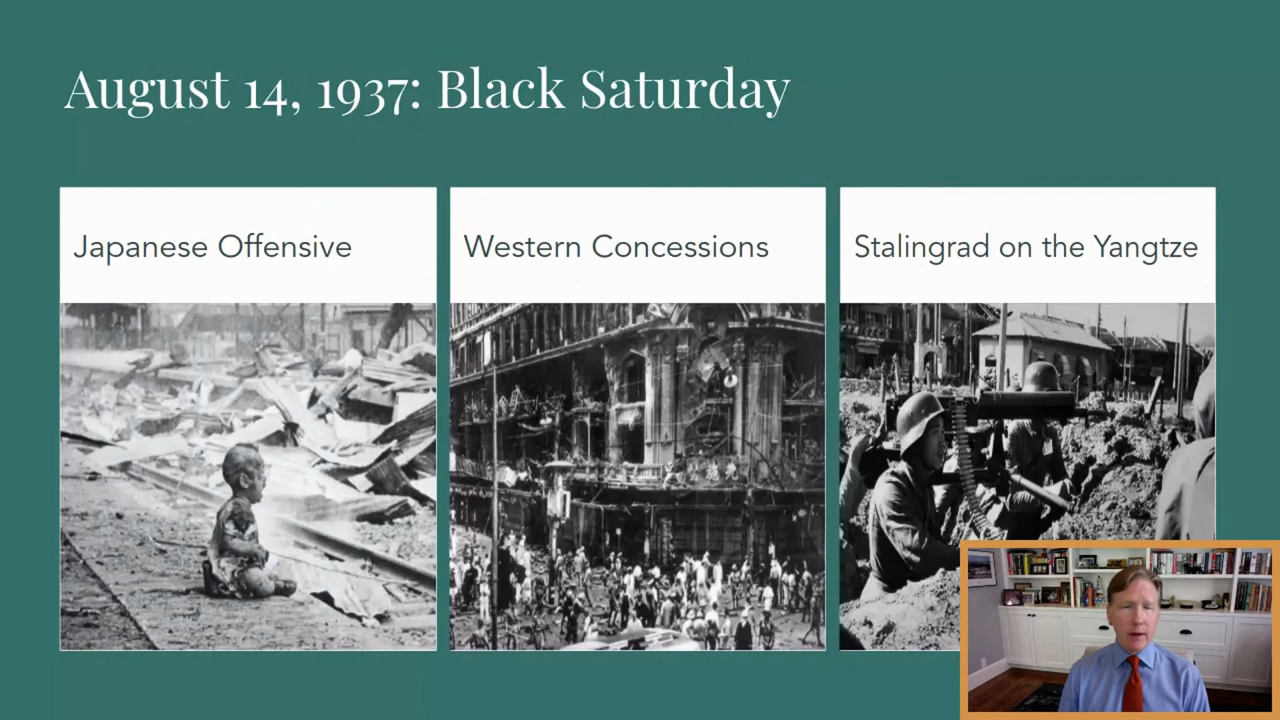 August 14, 1937: Black Saturday
Japanese Offensive
Western Concessions
Stalingrad on the Yangtze